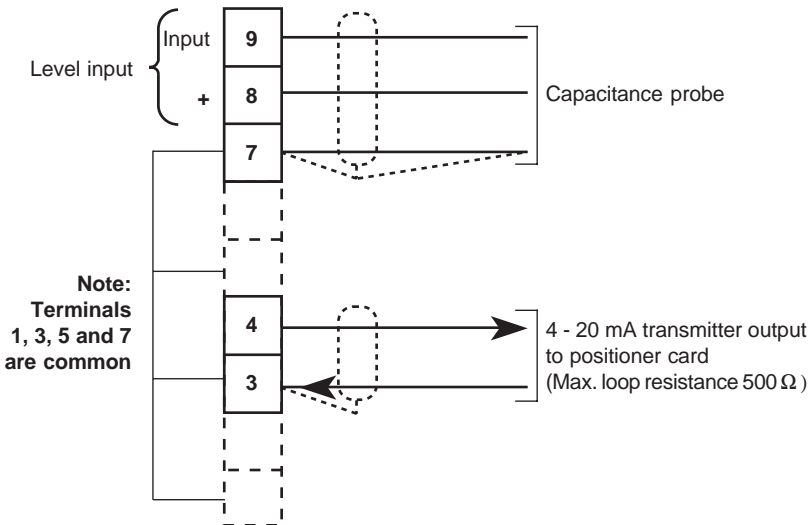 Level input
Input
+
9
8
7
Capacitance probe
Note:
Terminals
1, 3, 5 and 7
are common
4
3
4 - 20 mA transmitter output
to positioner card
(Max. loop resistance 500 Ω )